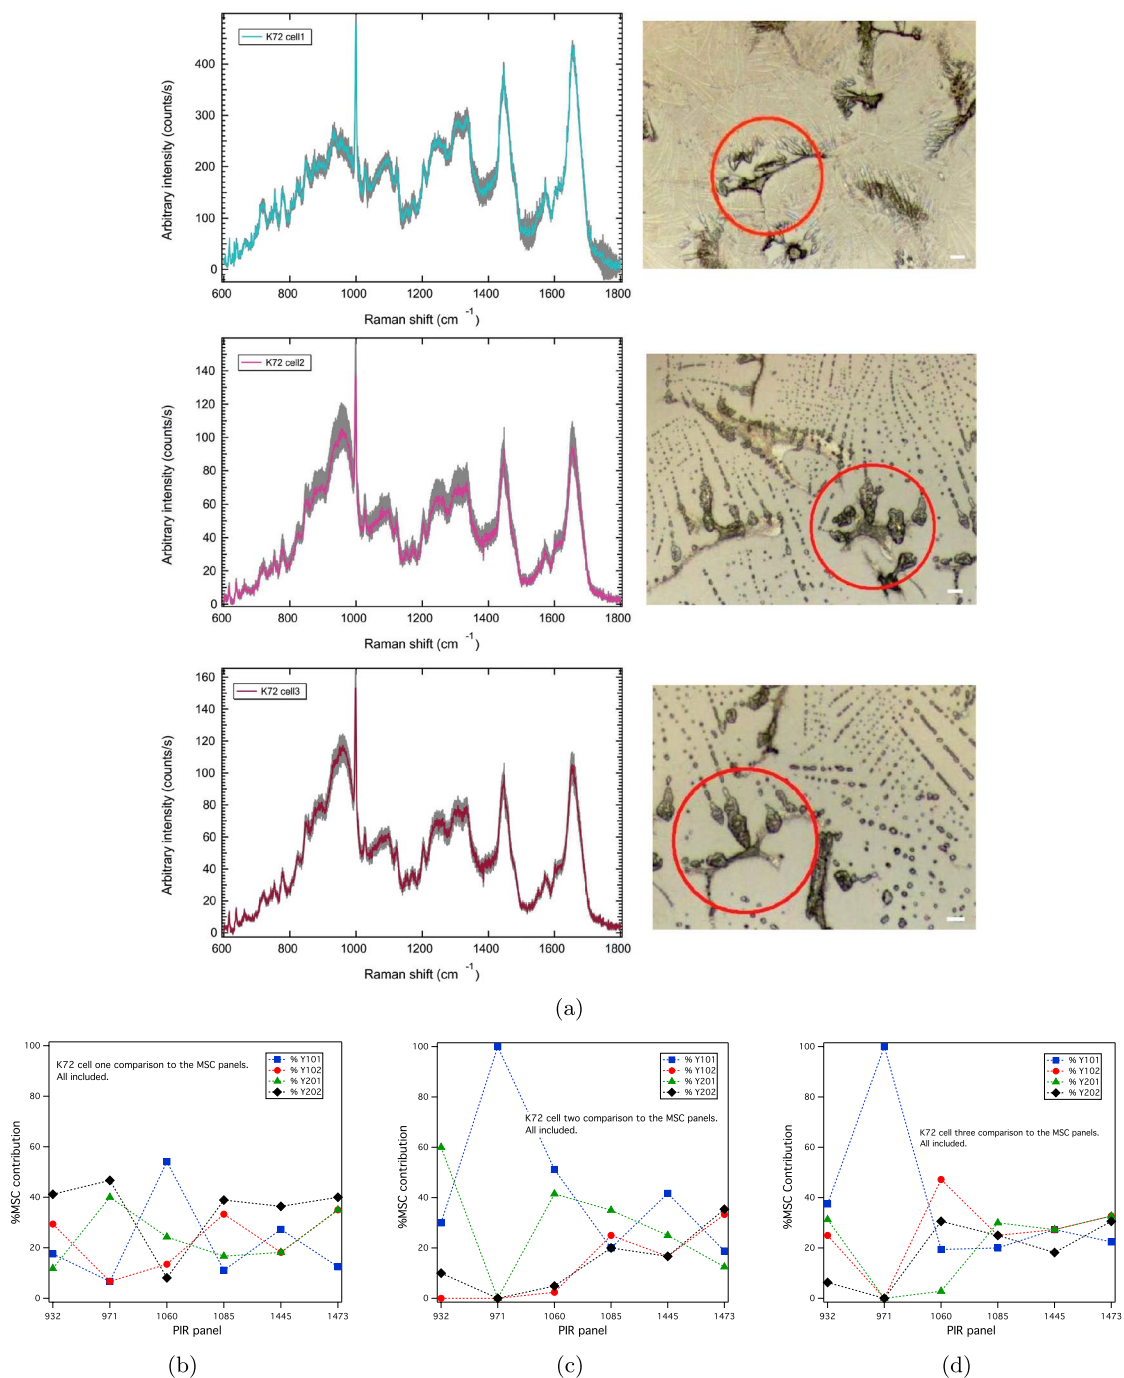 K72 cell1
400
300
200
100
0
Arbitrary intensity (counts/s)
600 800 1000 1200 1400 1600 1800
Raman shift (cm -1)
K72 cell2
140
120
100
80
60
40
20
0
Arbitrary intensity (counts/s)
600 800 1000 1200 1400 1600 1800
Raman shift (cm -1)
K72 cell3
160
140
120
100
80
60
40
20
0
Arbitrary intensity (counts/s)
600 800 1000 1200 1400 1600 1800
Raman shift (cm -1)
(a)
100
80
60
40
20
0
%MSC contribution
K72 cell one comparison to the MSC panels.
All included.
% Y101
% Y102
% Y201
% Y202
932 971 1060 1085 1445 1473
PIR panel
(b)
100
80
60
40
20
0
%MSC contribution
K72 cell two comparison to the MSC panels.
All included.
% Y101
% Y102
% Y201
% Y202
932 971 1060 1085 1445 1473
PIR panel
(c)
100
80
60
40
20
0
%MSC Contribution
K72 cell three comparison to the MSC panels.
All included.
% Y101
% Y102
% Y201
% Y202
932 971 1060 1085 1445 1473
PIR panel
(d)